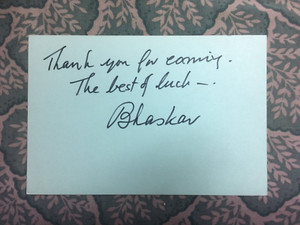 Thank you for coming.
The best of luck —.
Bhaskar